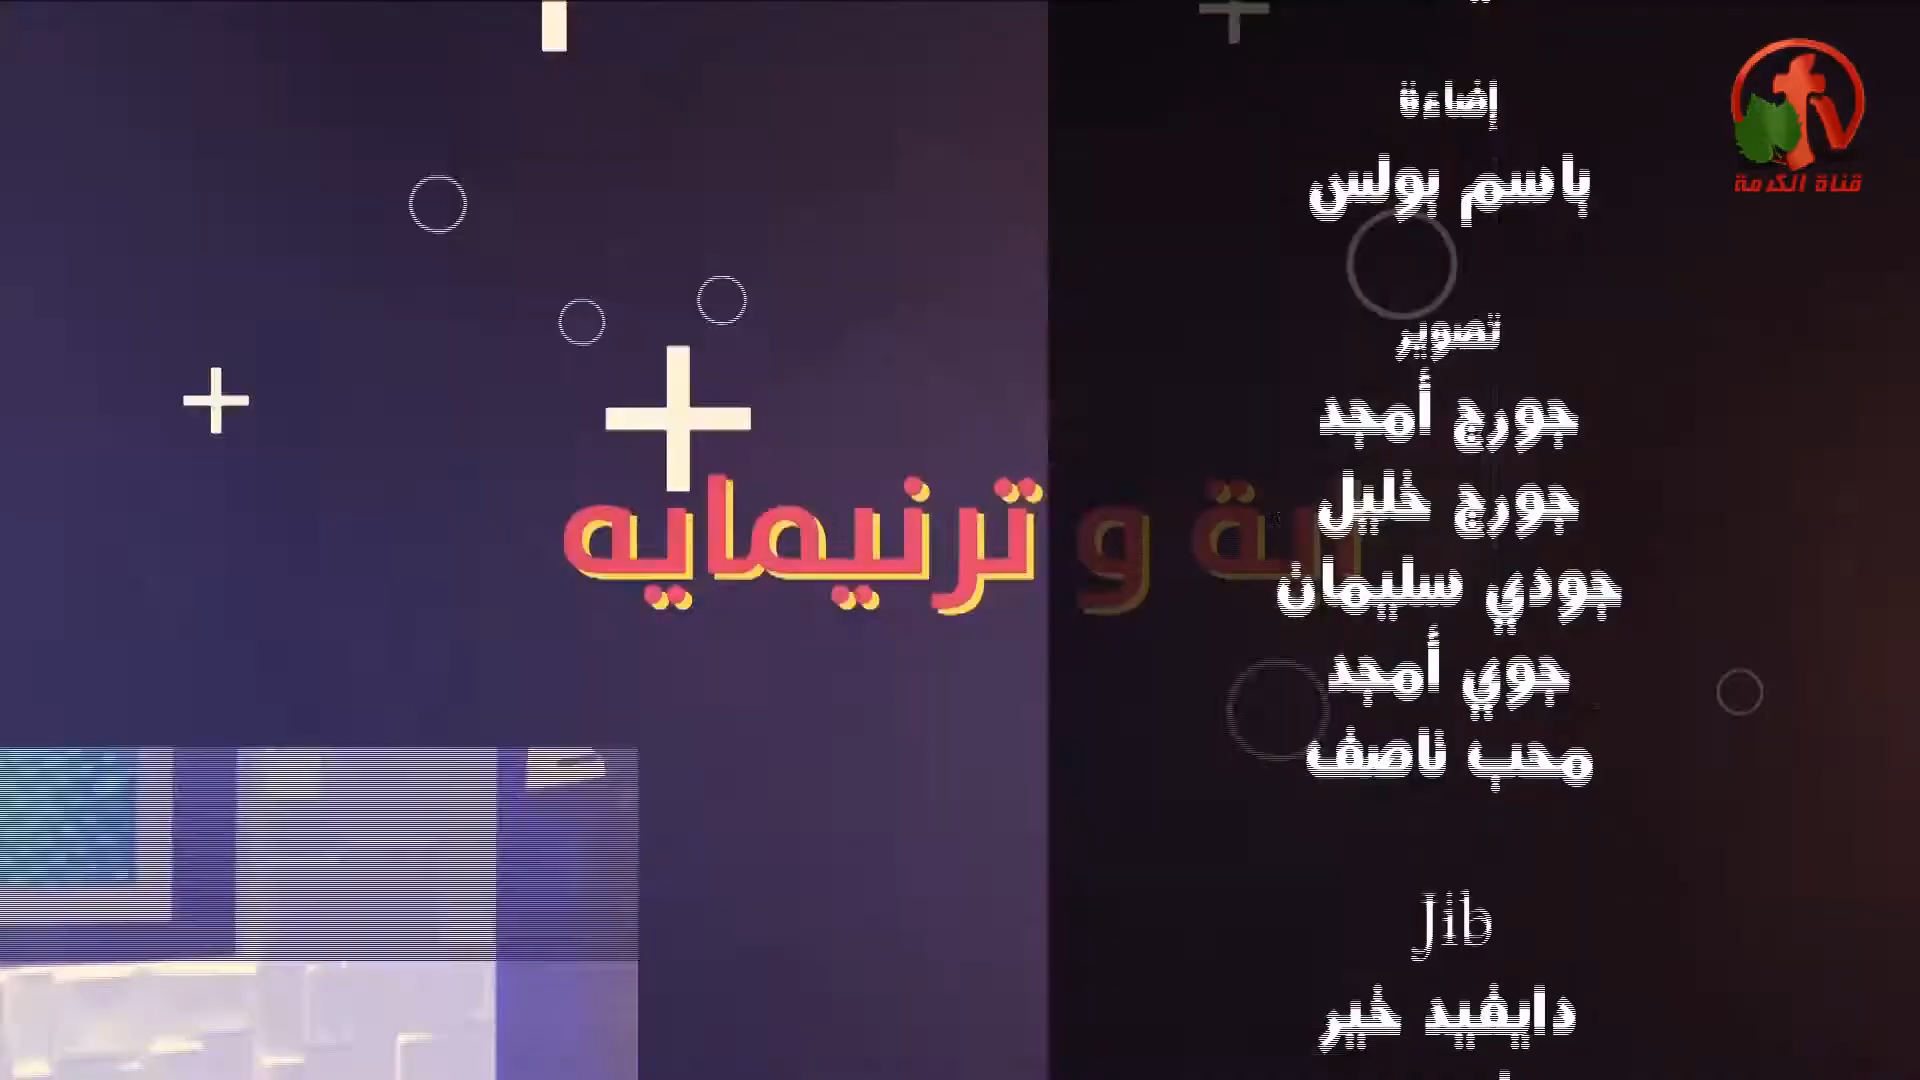 إضاءة
باسم بولس
تصوير
جورج أمجد
جورج خليل
جودي سليمان
جوي أمجد
محب ناصف
Jib
دايفيد خير
و ترنيمايه
tv
قناة الكرمة